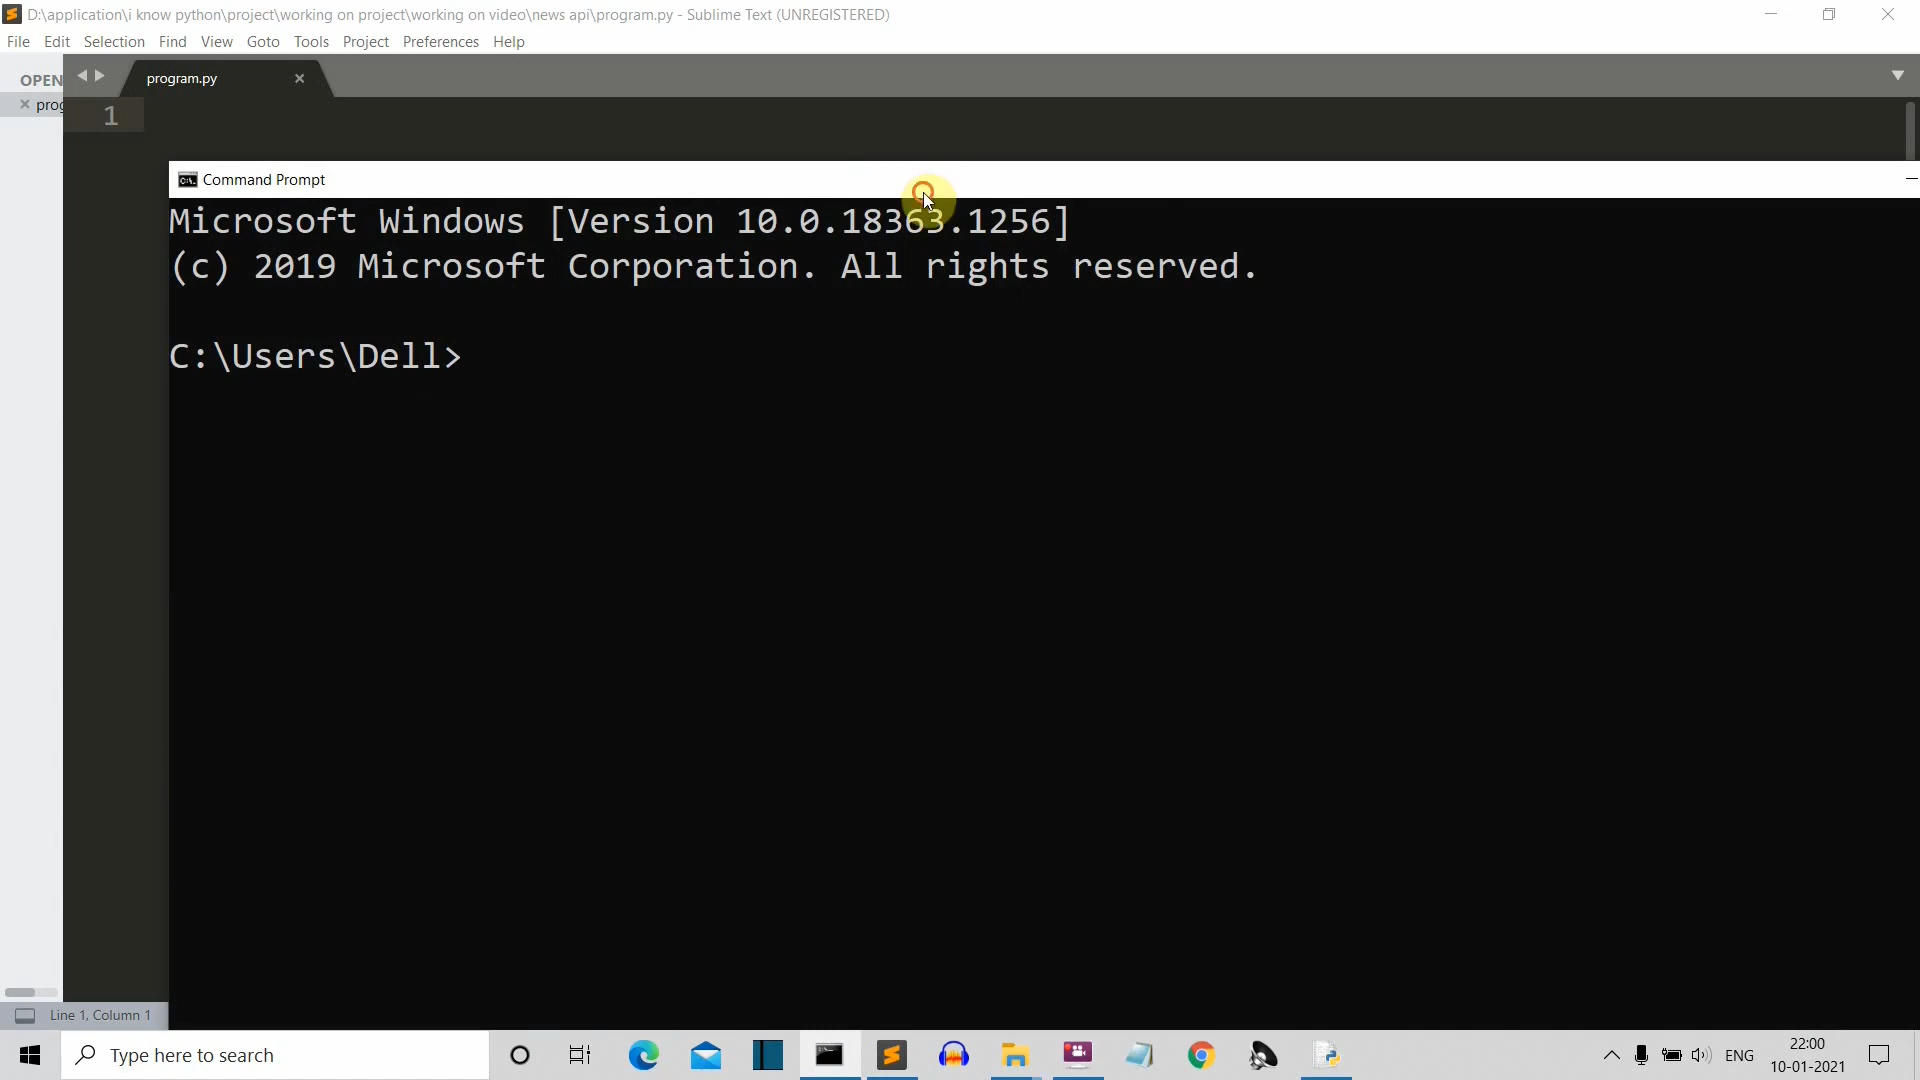 D:\application\i know python\project\working on project\working on video\news api\program.py - Sublime Text (UNREGISTERED)
File Edit Selection Find View Goto Tools Project Preferences Help
OPEN
program.py
prog
1
Command Prompt
Microsoft Windows [Version 10.0.18363.1256]
(c) 2019 Microsoft Corporation. All rights reserved.
C:\Users\Dell>
Line 1, Column 1
Type here to search
ENG
22:00
10-01-2021